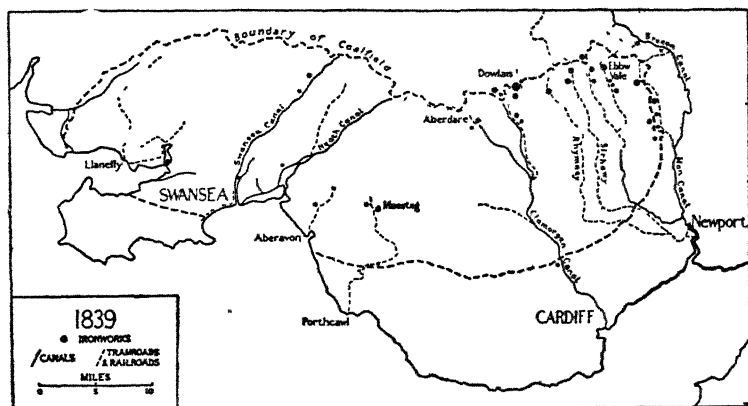 Boundary of Coalfield
Brecon Canal
Dowlais
Ebbw
Vale
Aberdare
Swansea Canal
Neath Canal
Rhymney
Sirhowy
Llanelly
SWANSEA
Maesteg
Mon. Canal
Newport
Aberavon
Glamorgan Canal
Porthcawl
CARDIFF
1839
IRONWORKS
CANALS
TRAMROADS
& RAILROADS
MILES
0 5 10